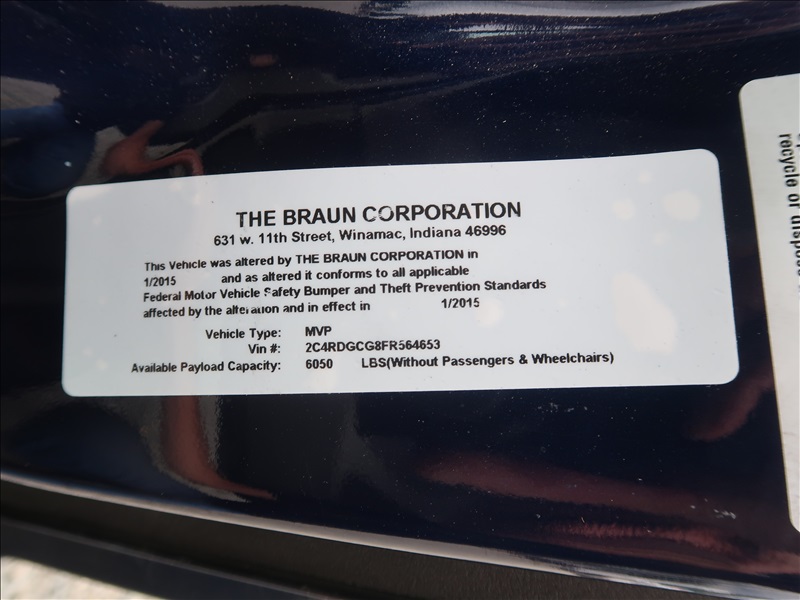 THE BRAUN CORPORATION
631 w. 11th Street, Winamac, Indiana 46996
This Vehicle was altered by THE BRAUN CORPORATION in
1/2015 and as altered it conforms to all applicable
Federal Motor Vehicle Safety Bumper and Theft Prevention Standards
affected by the alteration and in effect in 1/2015
Vehicle Type: MVP
Vin #: 2C4RDGCG8FR564653
Available Payload Capacity: 6050 LBS(Without Passengers & Wheelchairs)
recycle or dispose